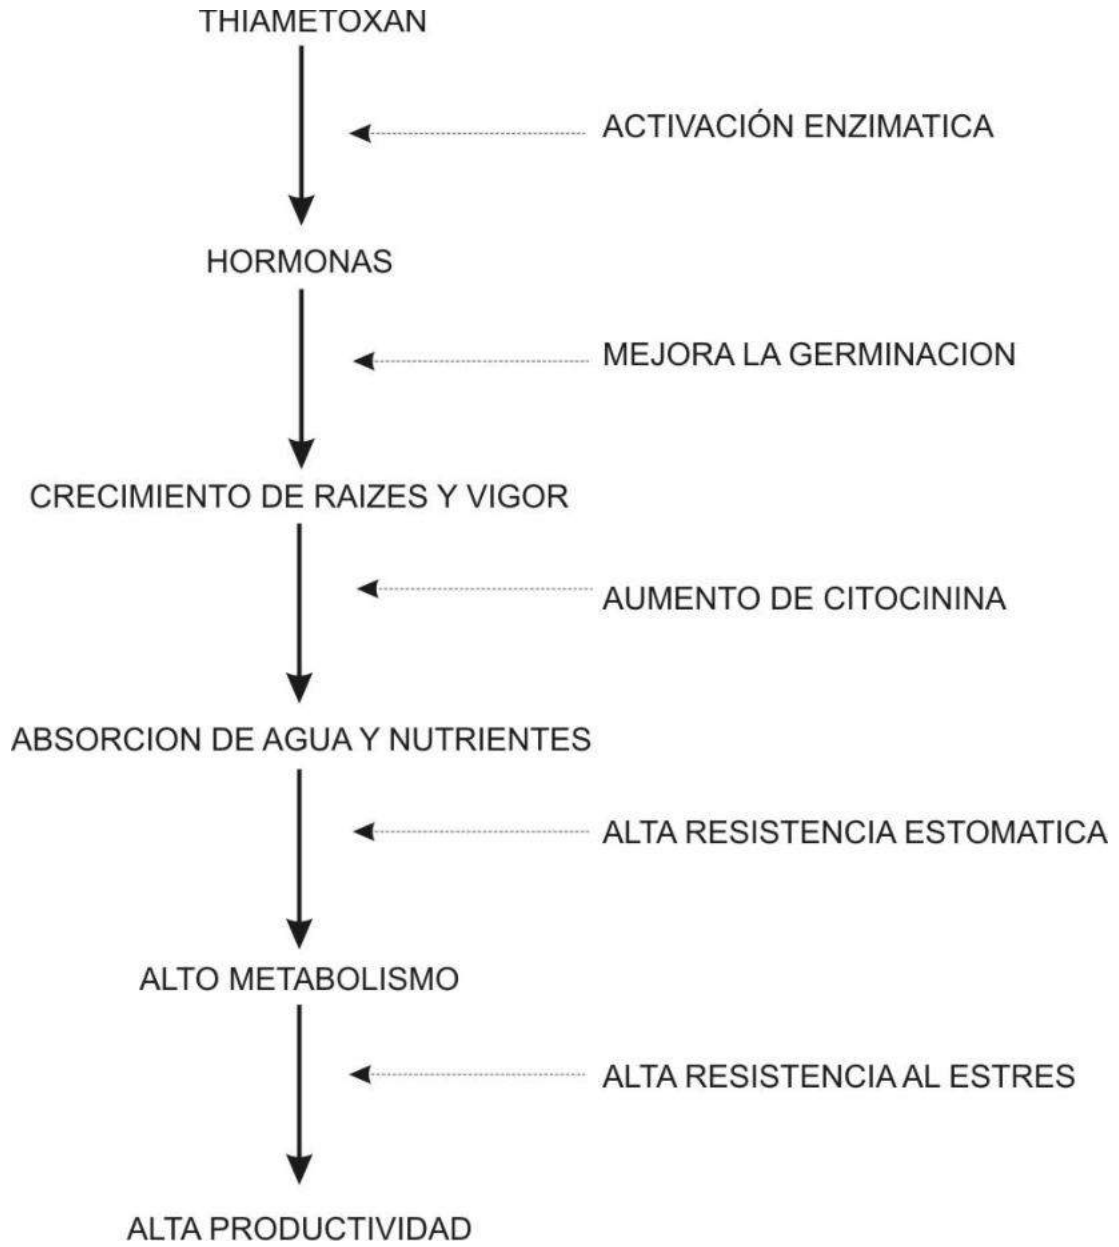 THIAMETOXAN
ACTIVACIÓN ENZIMATICA
HORMONAS
MEJORA LA GERMINACION
CRECIMIENTO DE RAIZES Y VIGOR
AUMENTO DE CITOCININA
ABSORCION DE AGUA Y NUTRIENTES
ALTA RESISTENCIA ESTOMATICA
ALTO METABOLISMO
ALTA RESISTENCIA AL ESTRES
ALTA PRODUCTIVIDAD